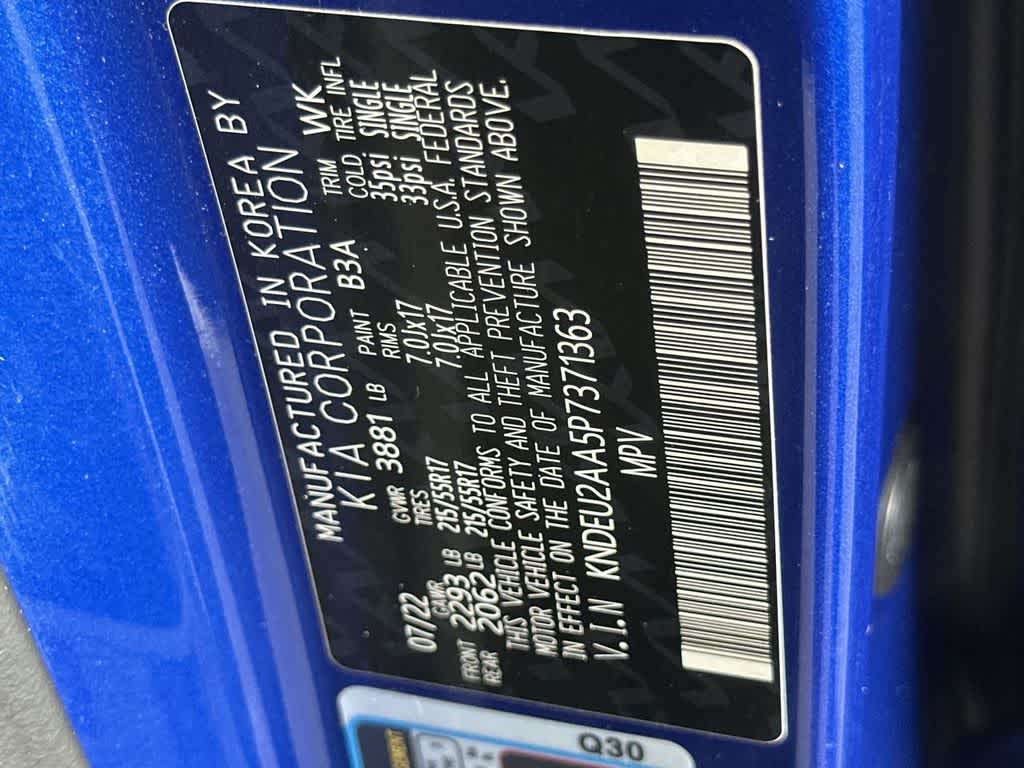 MANUFACTURED IN KOREA BY
KIA CORPORATION
07/22 GVWR 3881 LB PAINT B3A TRIM WK
GAWR TIRES RIMS COLD TIRE INFL
FRONT 2293 LB 215/55R17 7.0JX17 35psi SINGLE
REAR 2062 LB 215/55R17 7.0JX17 33psi SINGLE
THIS VEHICLE CONFORMS TO ALL APPLICABLE U.S.A. FEDERAL
MOTOR VEHICLE SAFETY AND THEFT PREVENTION STANDARDS
IN EFFECT ON THE DATE OF MANUFACTURE SHOWN ABOVE.
V.I.N KNDEU2AA5P7371363
MPV
Q30